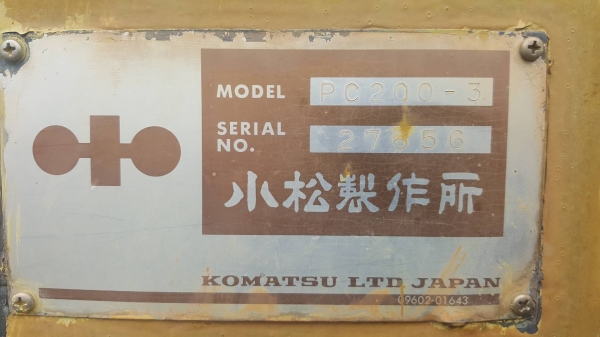 MODEL PC200-3
SERIAL
NO.
小松製作所
KOMATSU LTD JAPAN
09602-01643